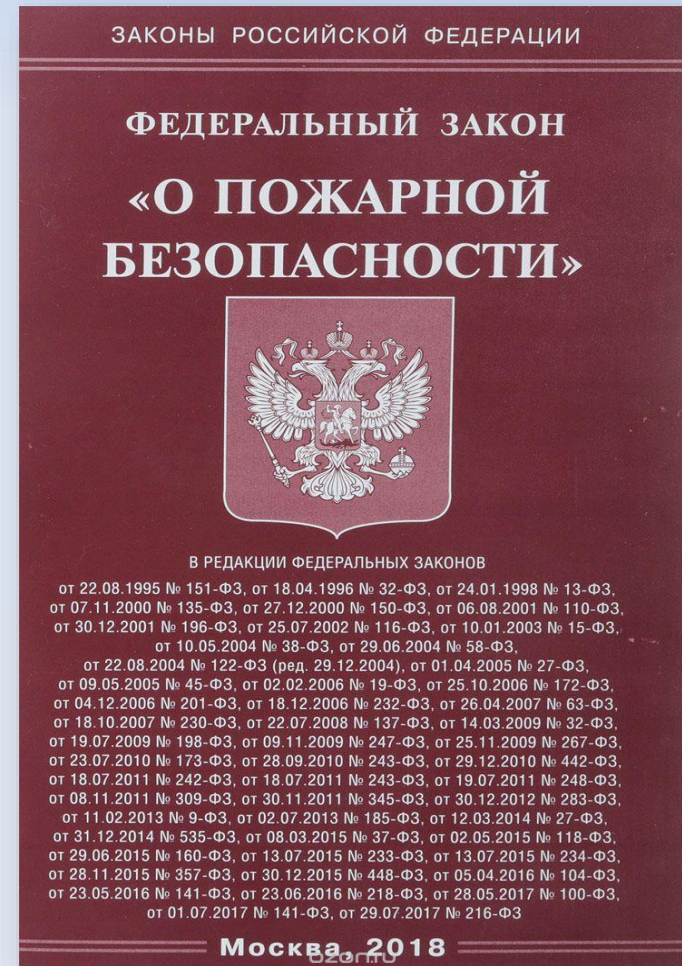 ЗАКОНЫ РОССИЙСКОЙ ФЕДЕРАЦИИ
ФЕДЕРАЛЬНЫЙ ЗАКОН
«О ПОЖАРНОЙ
БЕЗОПАСНОСТИ»
В РЕДАКЦИИ ФЕДЕРАЛЬНЫХ ЗАКОНОВ
от 22.08.1995 № 151-ФЗ, от 18.04.1996 № 32-ФЗ, от 24.01.1998 № 13-ФЗ,
от 07.11.2000 № 135-ФЗ, от 27.12.2000 № 150-ФЗ, от 06.08.2001 № 110-ФЗ,
от 30.12.2001 № 196-ФЗ, от 25.07.2002 № 116-ФЗ, от 10.01.2003 № 15-ФЗ,
от 10.05.2004 № 38-ФЗ, от 29.06.2004 № 58-ФЗ,
от 22.08.2004 № 122-ФЗ (ред. 29.12.2004), от 01.04.2005 № 27-ФЗ,
от 09.05.2005 № 45-ФЗ, от 02.02.2006 № 19-ФЗ, от 25.10.2006 № 172-ФЗ,
от 04.12.2006 № 201-ФЗ, от 18.12.2006 № 232-ФЗ, от 26.04.2007 № 63-ФЗ,
от 18.10.2007 № 230-ФЗ, от 22.07.2008 № 137-ФЗ, от 14.03.2009 № 32-ФЗ,
от 19.07.2009 № 198-ФЗ, от 09.11.2009 № 247-ФЗ, от 25.11.2009 № 267-ФЗ,
от 23.07.2010 № 173-ФЗ, от 28.09.2010 № 243-ФЗ, от 29.12.2010 № 442-ФЗ,
от 18.07.2011 № 242-ФЗ, от 18.07.2011 № 243-ФЗ, от 19.07.2011 № 248-ФЗ,
от 08.11.2011 № 309-ФЗ, от 30.11.2011 № 345-ФЗ, от 30.12.2012 № 283-ФЗ,
от 11.02.2013 № 9-ФЗ, от 02.07.2013 № 185-ФЗ, от 12.03.2014 № 27-ФЗ,
от 31.12.2014 № 535-ФЗ, от 08.03.2015 № 37-ФЗ, от 02.05.2015 № 118-ФЗ,
от 29.06.2015 № 160-ФЗ, от 13.07.2015 № 233-ФЗ, от 13.07.2015 № 234-ФЗ,
от 28.11.2015 № 357-ФЗ, от 30.12.2015 № 448-ФЗ, от 05.04.2016 № 104-ФЗ,
от 23.05.2016 № 141-ФЗ, от 23.06.2016 № 218-ФЗ, от 28.05.2017 № 100-ФЗ,
от 01.07.2017 № 141-ФЗ, от 29.07.2017 № 216-ФЗ
Москва, 2018
ozon.ru